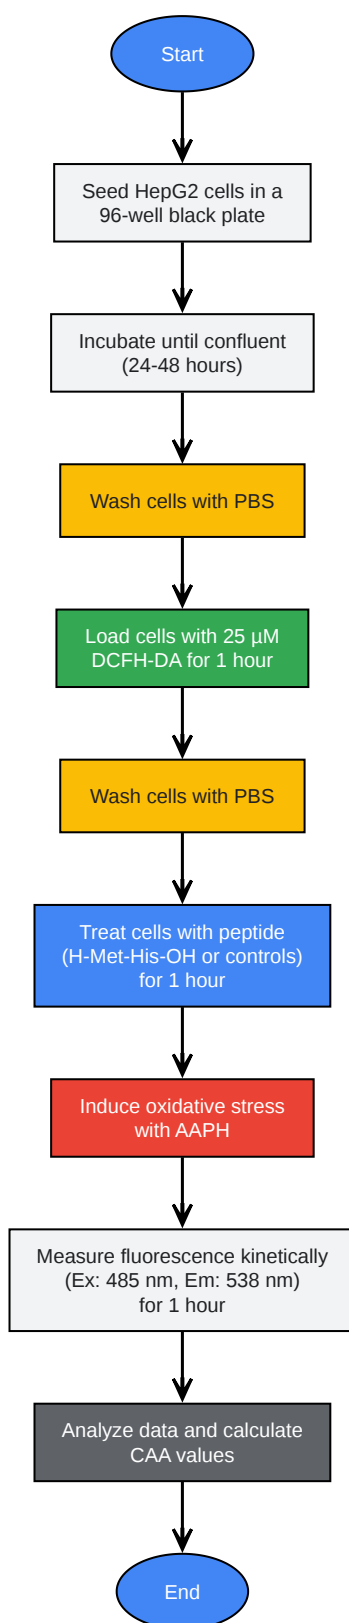 Start
Seed HepG2 cells in a
96-well black plate
Incubate until confluent
(24-48 hours)
Wash cells with PBS
Load cells with 25 µM
DCFH-DA for 1 hour
Wash cells with PBS
Treat cells with peptide
(H-Met-His-OH or controls)
for 1 hour
Induce oxidative stress
with AAPH
Measure fluorescence kinetically
(Ex: 485 nm, Em: 538 nm)
for 1 hour
Analyze data and calculate
CAA values
End